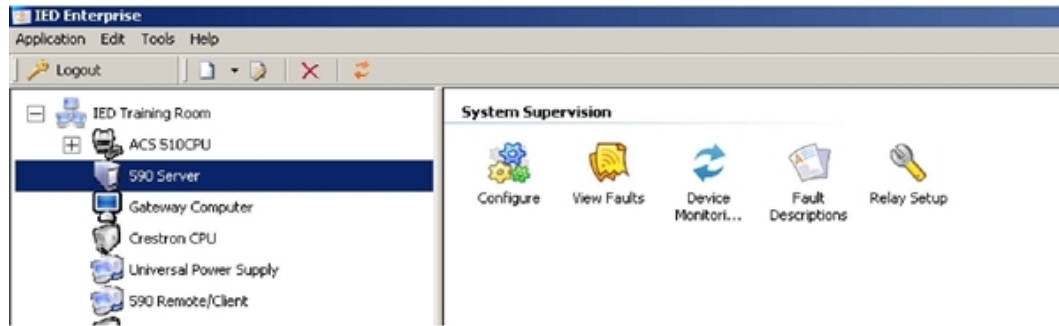 IED Enterprise
Application Edit Tools Help
Logout
IED Training Room
ACS 510CPU
590 Server
Gateway Computer
Crestron CPU
Universal Power Supply
590 Remote/Client
System Supervision
Configure
View Faults
Device
Monitori...
Fault
Descriptions
Relay Setup